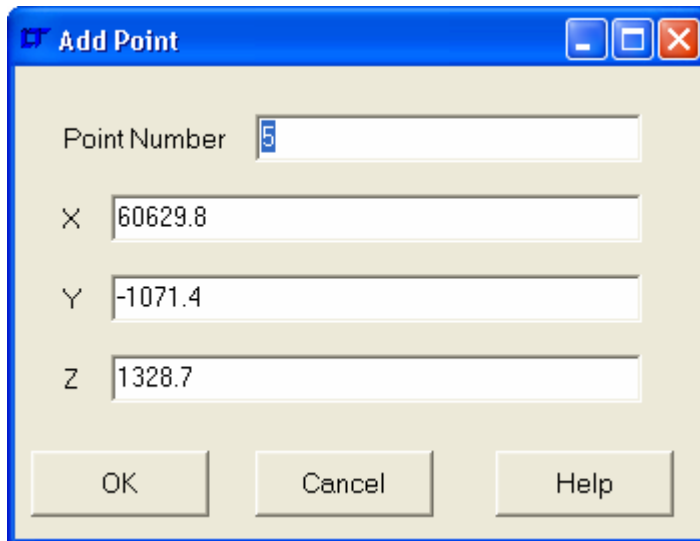 Add Point
Point Number 5
X 60629.8
Y -1071.4
Z 1328.7
OK Cancel Help